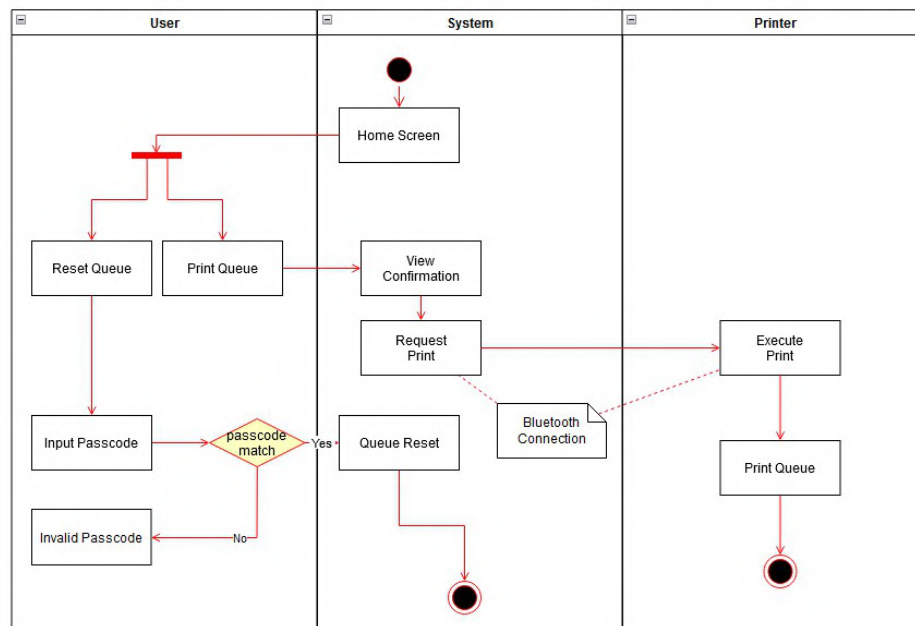 User
System
Printer
Home Screen
Reset Queue
Print Queue
View
Confirmation
Request
Print
Execute
Print
Input Passcode
passcode
match
Yes
Queue Reset
Bluetooth
Connection
Print Queue
Invalid Passcode
No